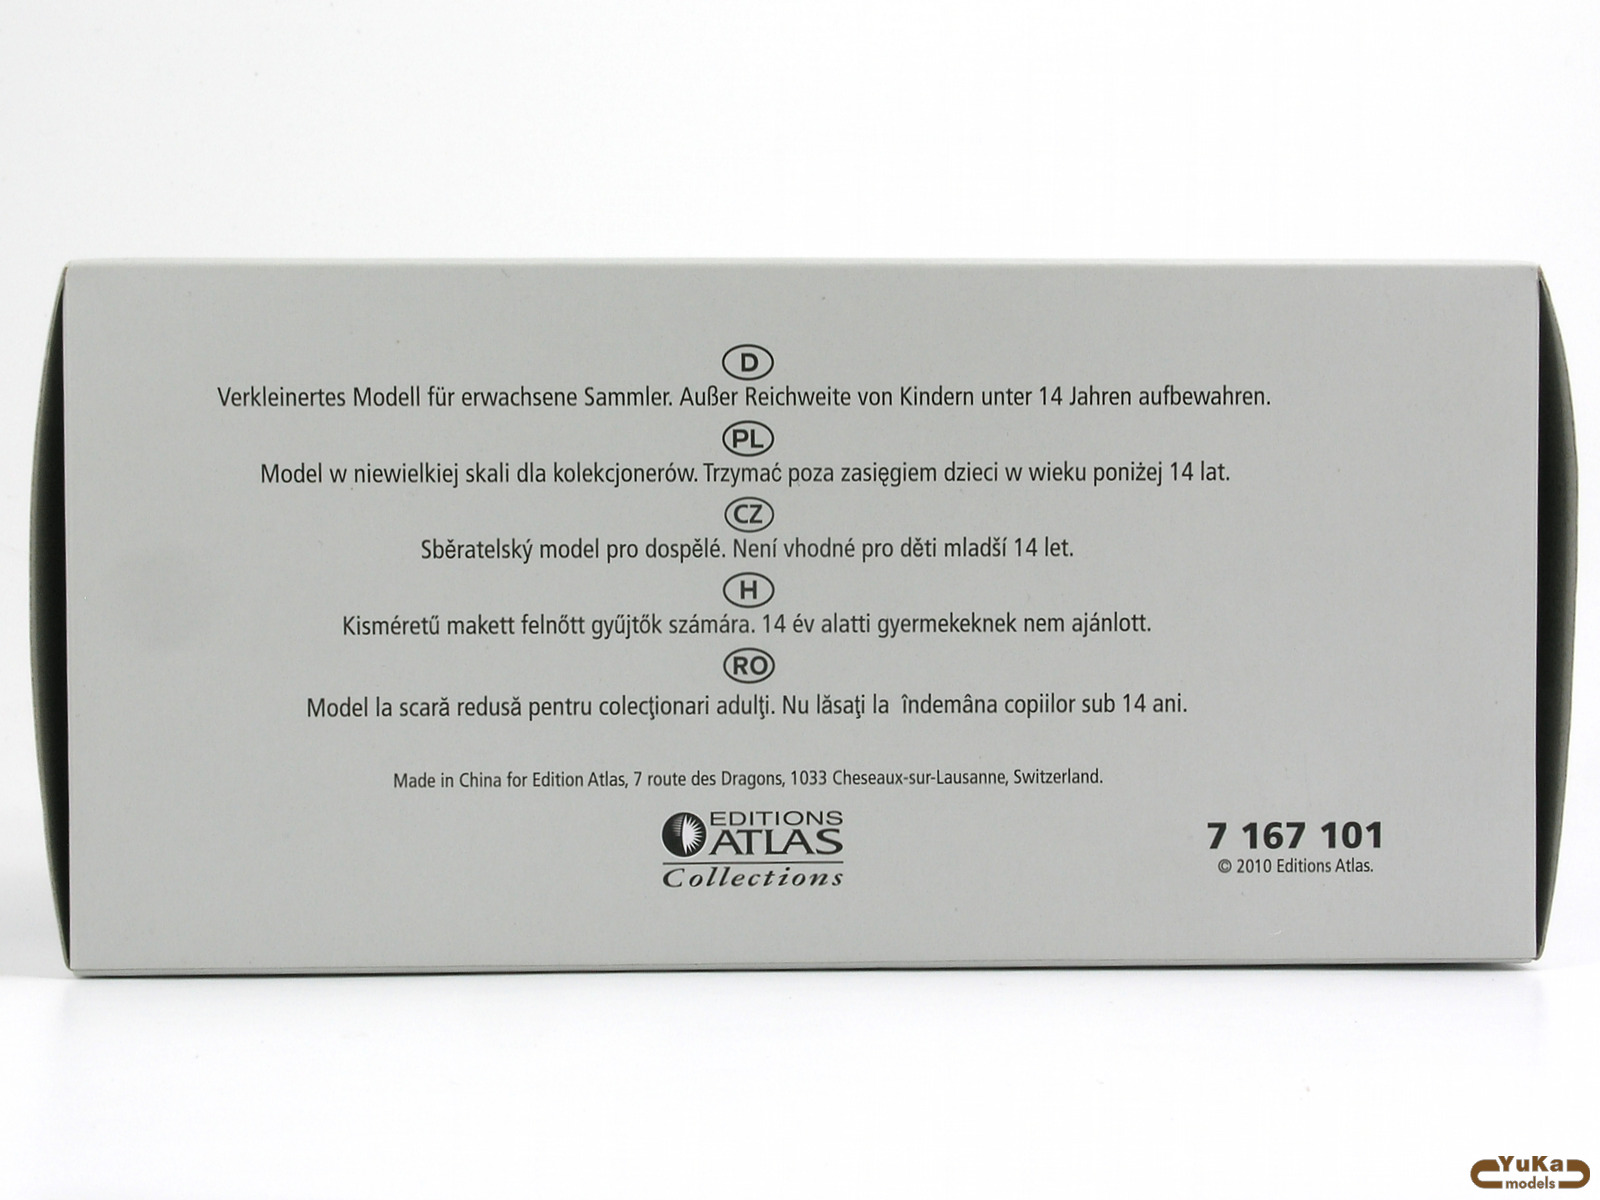 D
Verkleinertes Modell für erwachsene Sammler. Außer Reichweite von Kindern unter 14 Jahren aufbewahren.
PL
Model w niewielkiej skali dla kolekcjonerów. Trzymać poza zasięgiem dzieci w wieku poniżej 14 lat.
CZ
Sběratelský model pro dospělé. Není vhodné pro děti mladší 14 let.
H
Kisméretű makett felnőtt gyűjtők számára. 14 év alatti gyermekeknek nem ajánlott.
RO
Model la scară redusă pentru colecţionari adulţi. Nu lăsaţi la îndemâna copiilor sub 14 ani.
Made in China for Edition Atlas, 7 route des Dragons, 1033 Cheseaux-sur-Lausanne, Switzerland.
EDITIONS
ATLAS
Collections
7 167 101
© 2010 Editions Atlas.
YuKa
models